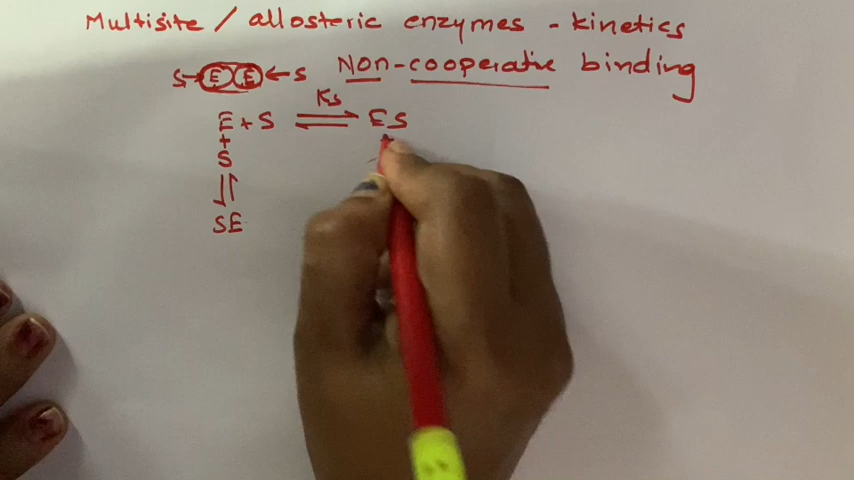 Multisite / allosteric enzymes - kinetics
Non-cooperative binding
S→ E E ←S
Ks
E + S ⇌ ES
+ +
S
⇌
SE